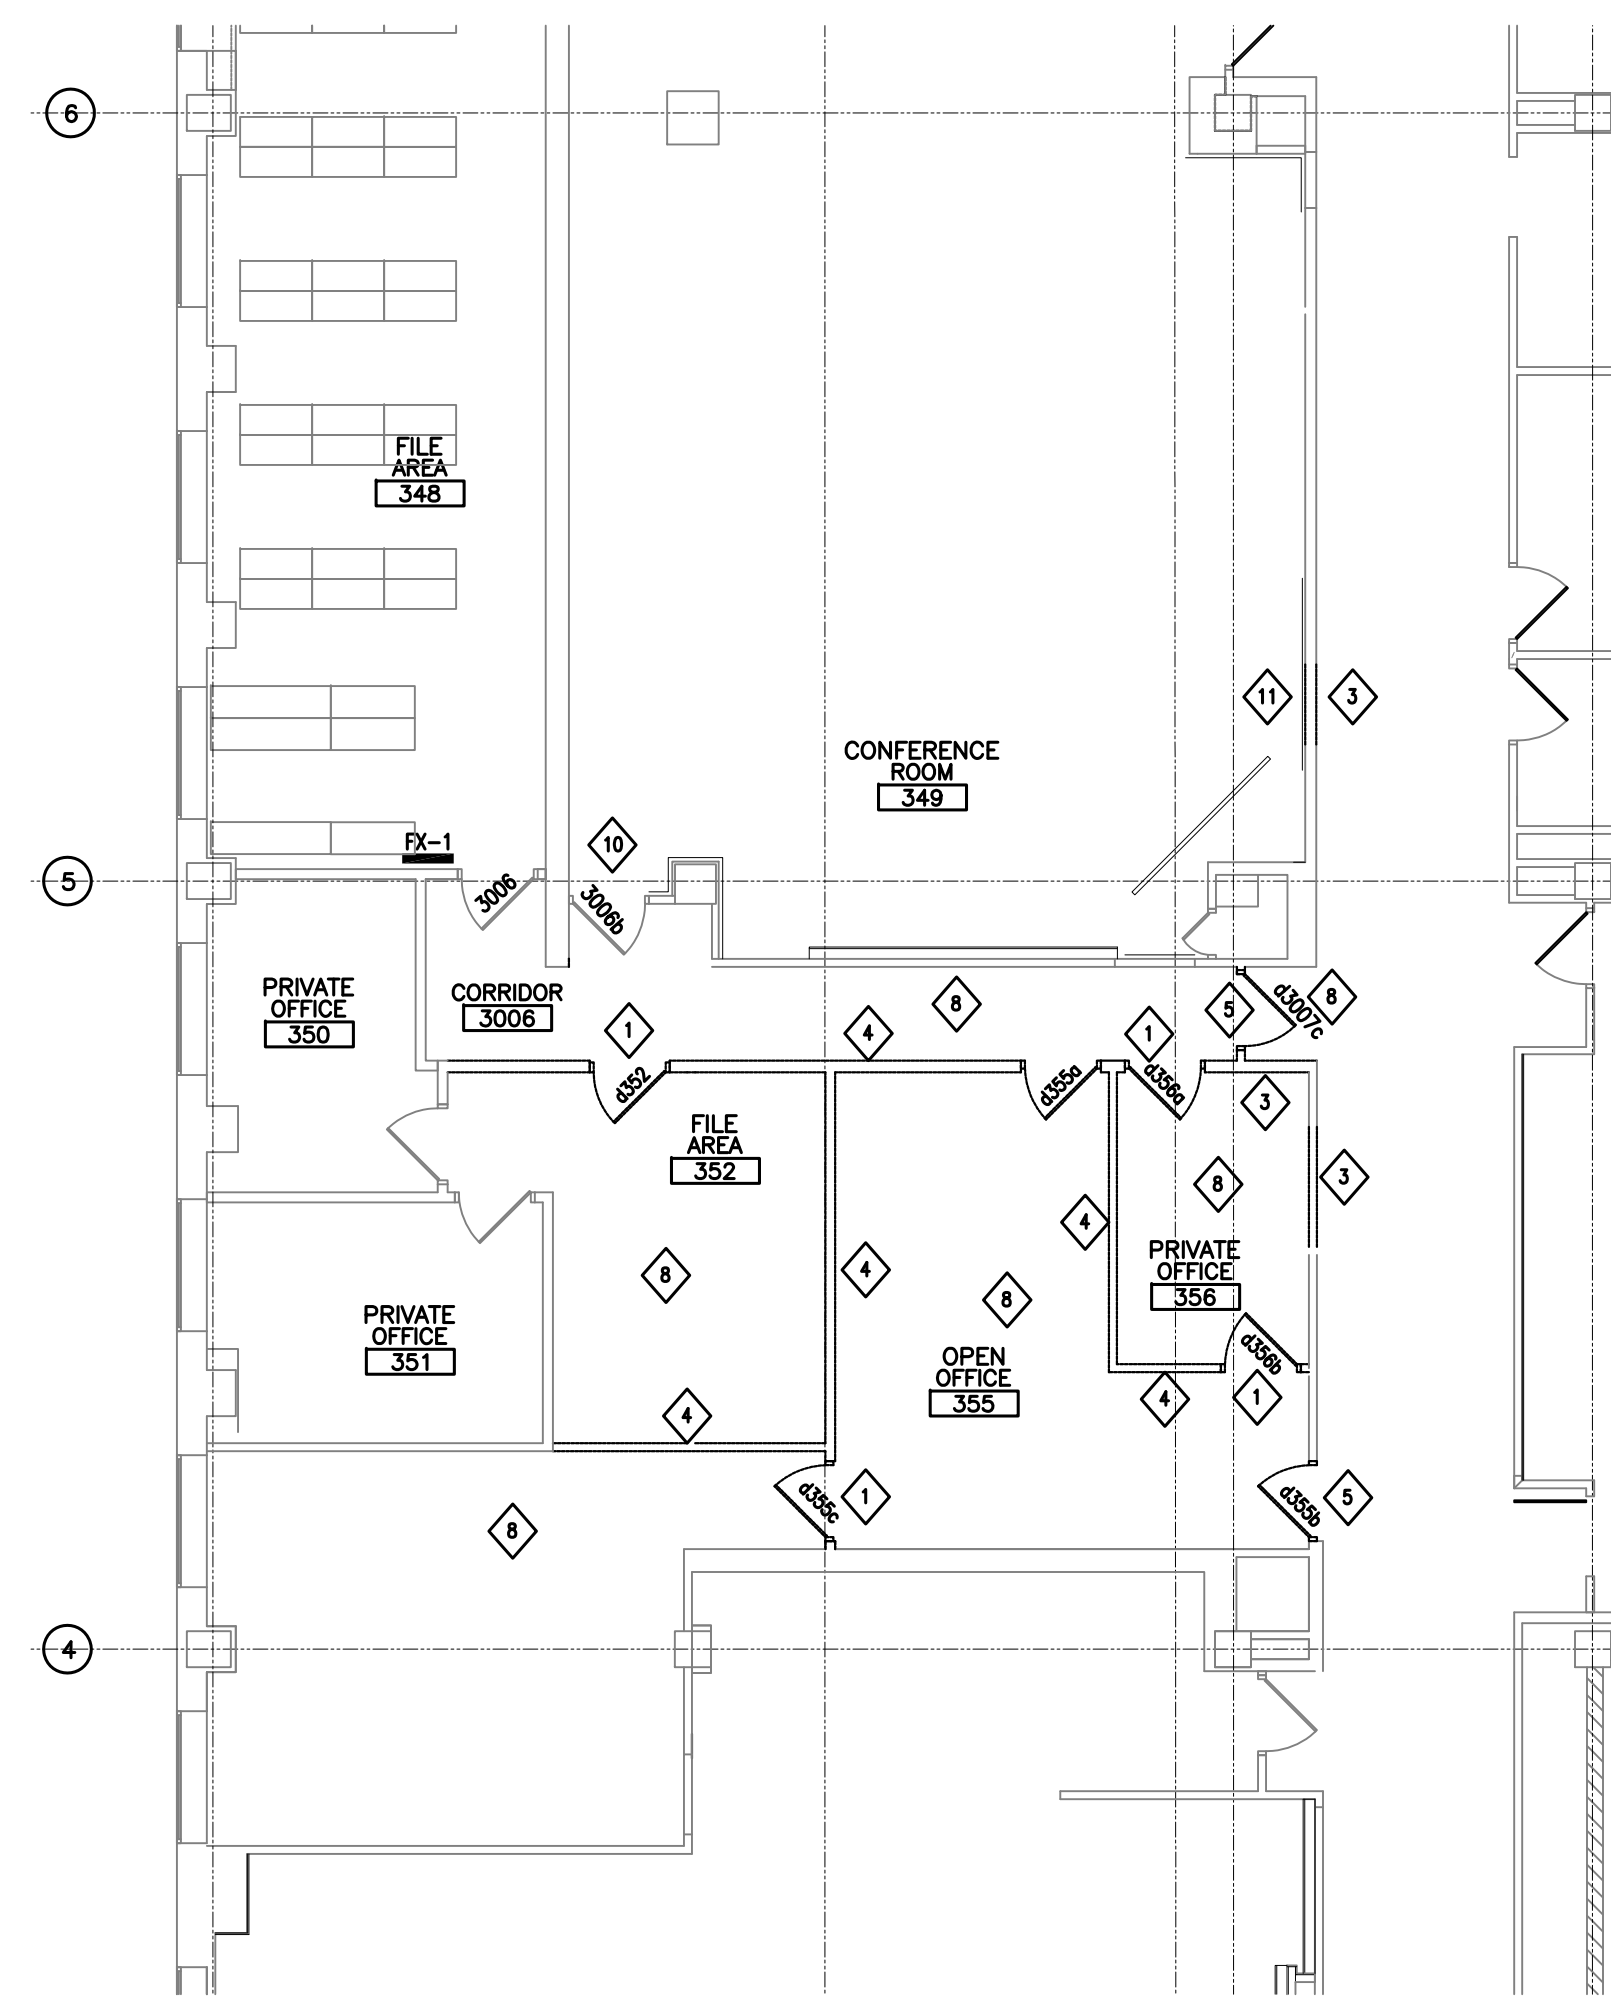 6
FILE
AREA
348
11
3
CONFERENCE
ROOM
349
FX-1
10
5
3006
3006b
PRIVATE
OFFICE
350
CORRIDOR
3006
1
4
8
1
5
d3007c
8
d352
d355a
d356a
3
FILE
AREA
352
8
3
4
PRIVATE
OFFICE
356
8
4
8
PRIVATE
OFFICE
351
OPEN
OFFICE
355
d356b
4
4
1
8
d355c
1
d355b
5
4